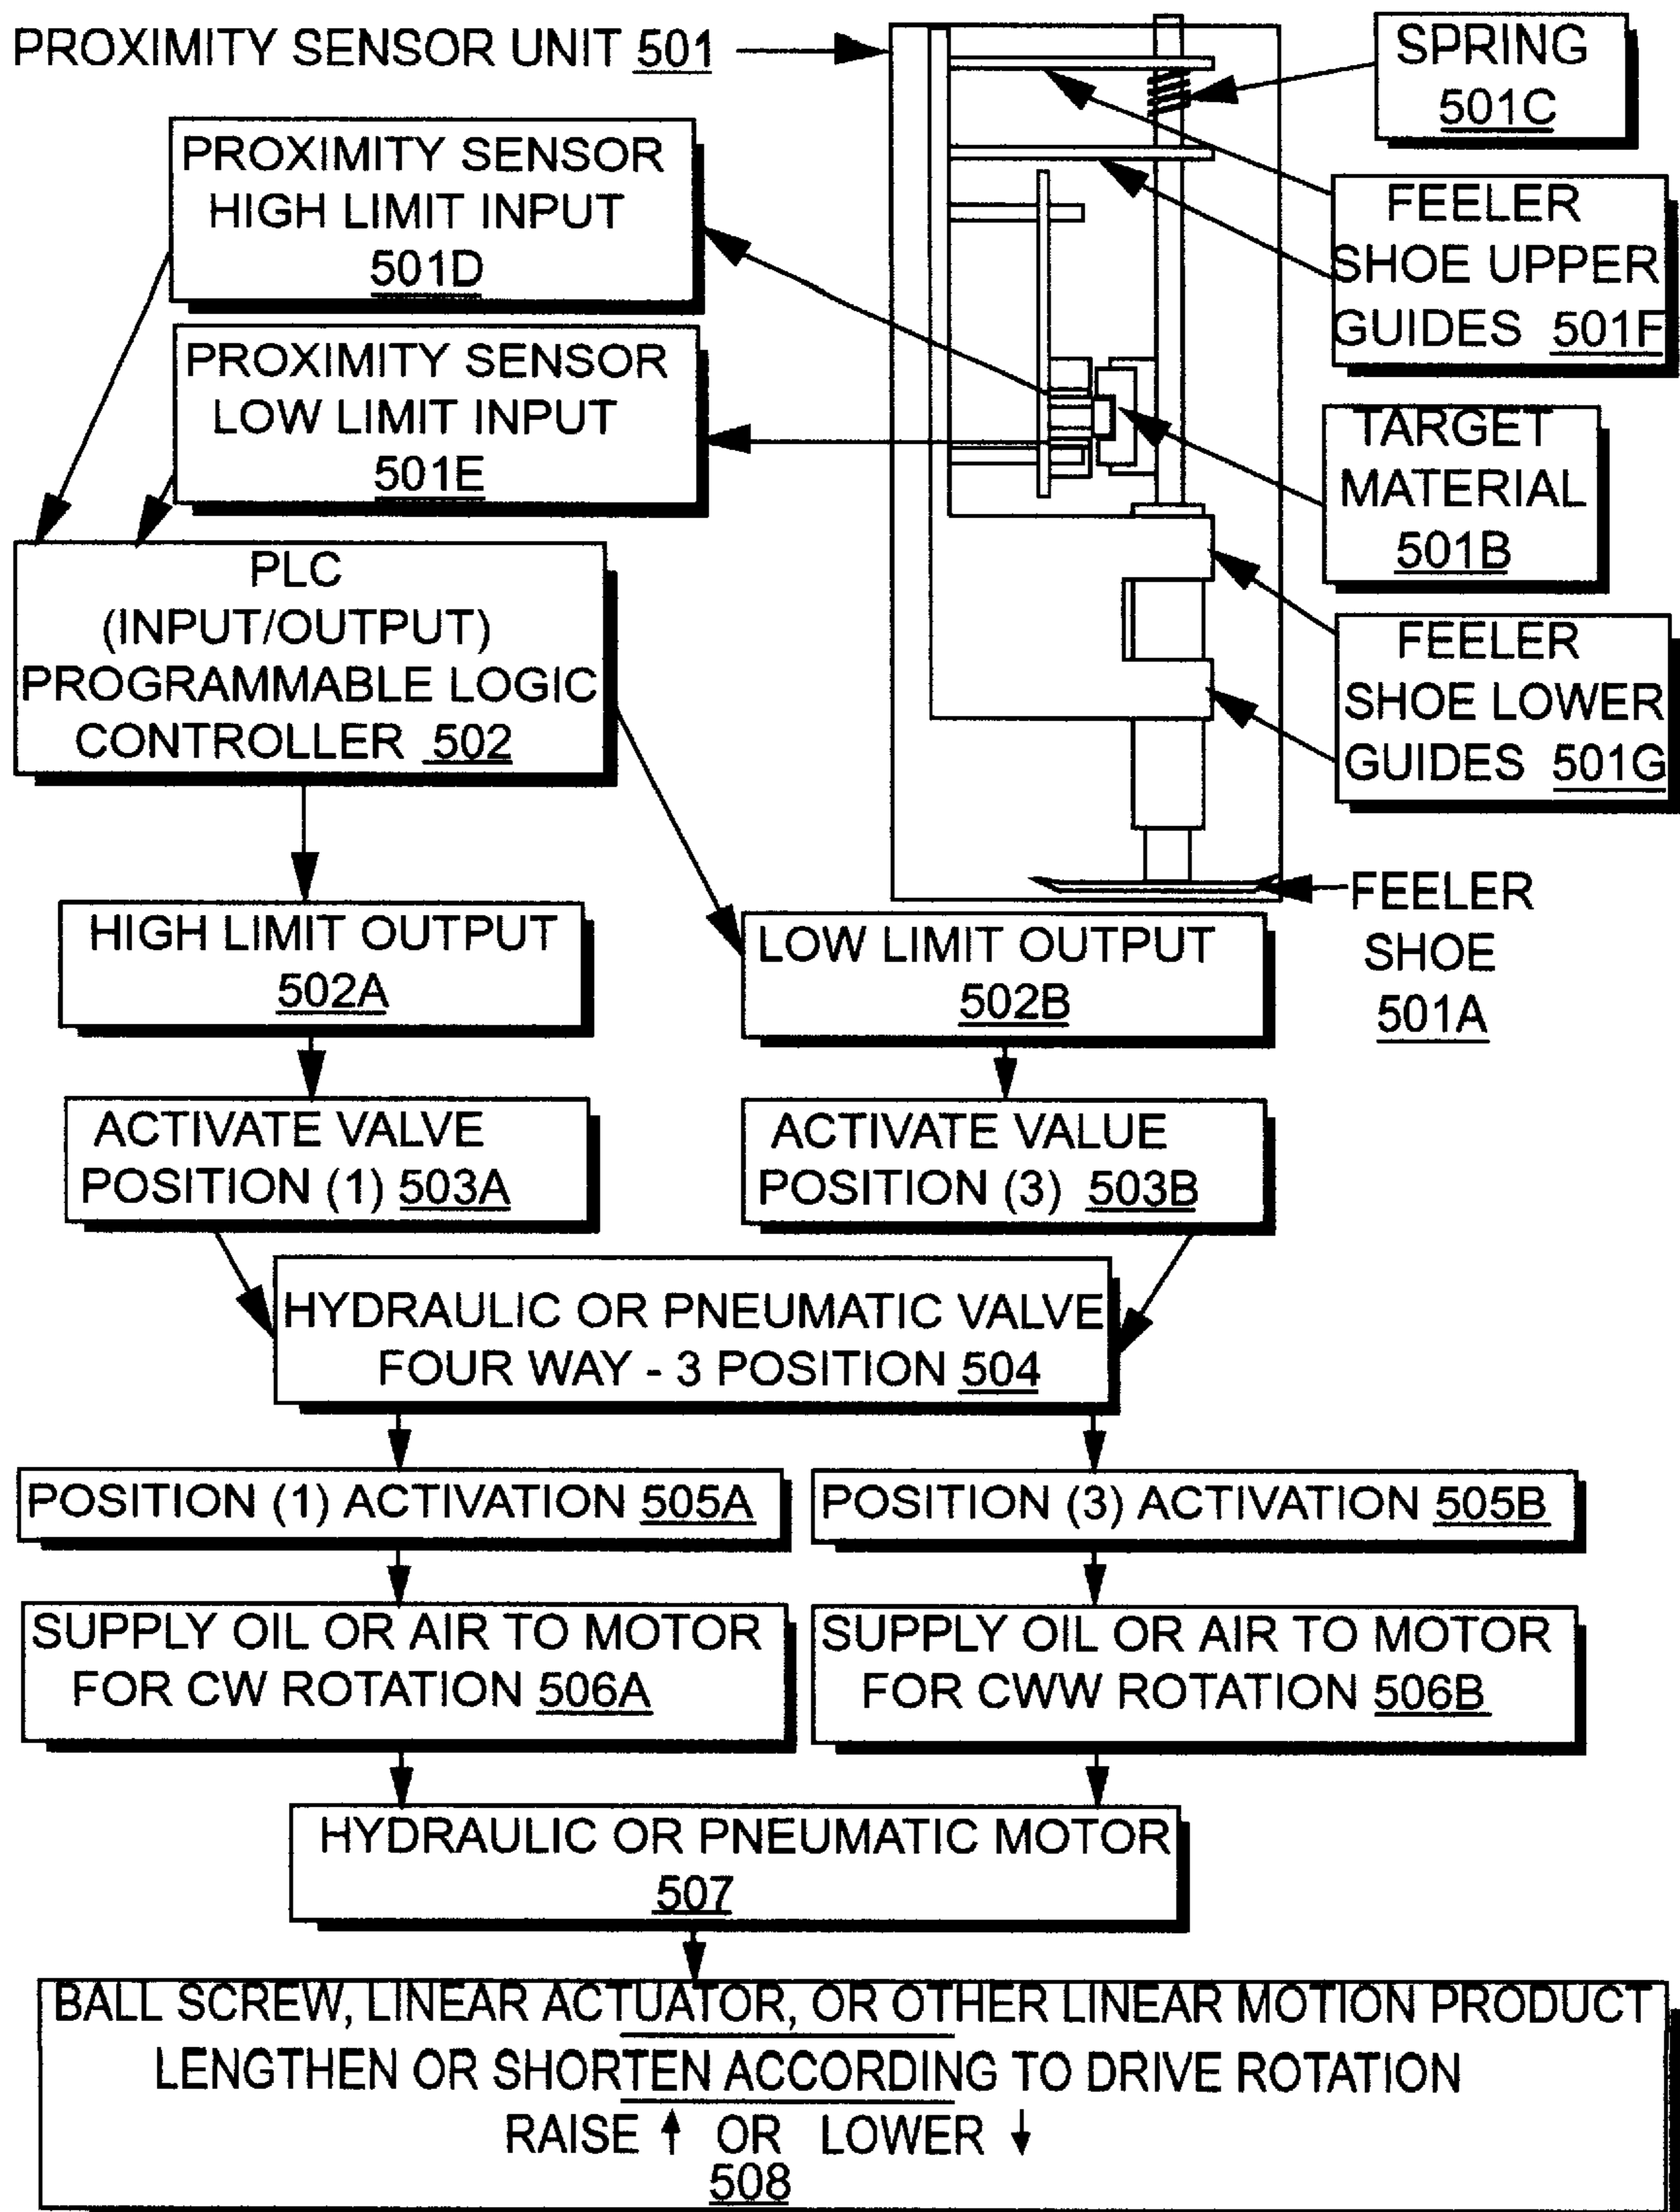 PROXIMITY SENSOR UNIT 501
SPRING
501C
PROXIMITY SENSOR
HIGH LIMIT INPUT
501D
FEELER
SHOE UPPER
GUIDES 501F
PROXIMITY SENSOR
LOW LIMIT INPUT
501E
TARGET
MATERIAL
501B
PLC
(INPUT/OUTPUT)
PROGRAMMABLE LOGIC
CONTROLLER 502
FEELER
SHOE LOWER
GUIDES 501G
FEELER
SHOE
501A
HIGH LIMIT OUTPUT
502A
LOW LIMIT OUTPUT
502B
ACTIVATE VALVE
POSITION (1) 503A
ACTIVATE VALUE
POSITION (3) 503B
HYDRAULIC OR PNEUMATIC VALVE
FOUR WAY - 3 POSITION 504
POSITION (1) ACTIVATION 505A
POSITION (3) ACTIVATION 505B
SUPPLY OIL OR AIR TO MOTOR
FOR CW ROTATION 506A
SUPPLY OIL OR AIR TO MOTOR
FOR CWW ROTATION 506B
HYDRAULIC OR PNEUMATIC MOTOR
507
BALL SCREW, LINEAR ACTUATOR, OR OTHER LINEAR MOTION PRODUCT
LENGTHEN OR SHORTEN ACCORDING TO DRIVE ROTATION
RAISE ↑ OR LOWER ↓
508